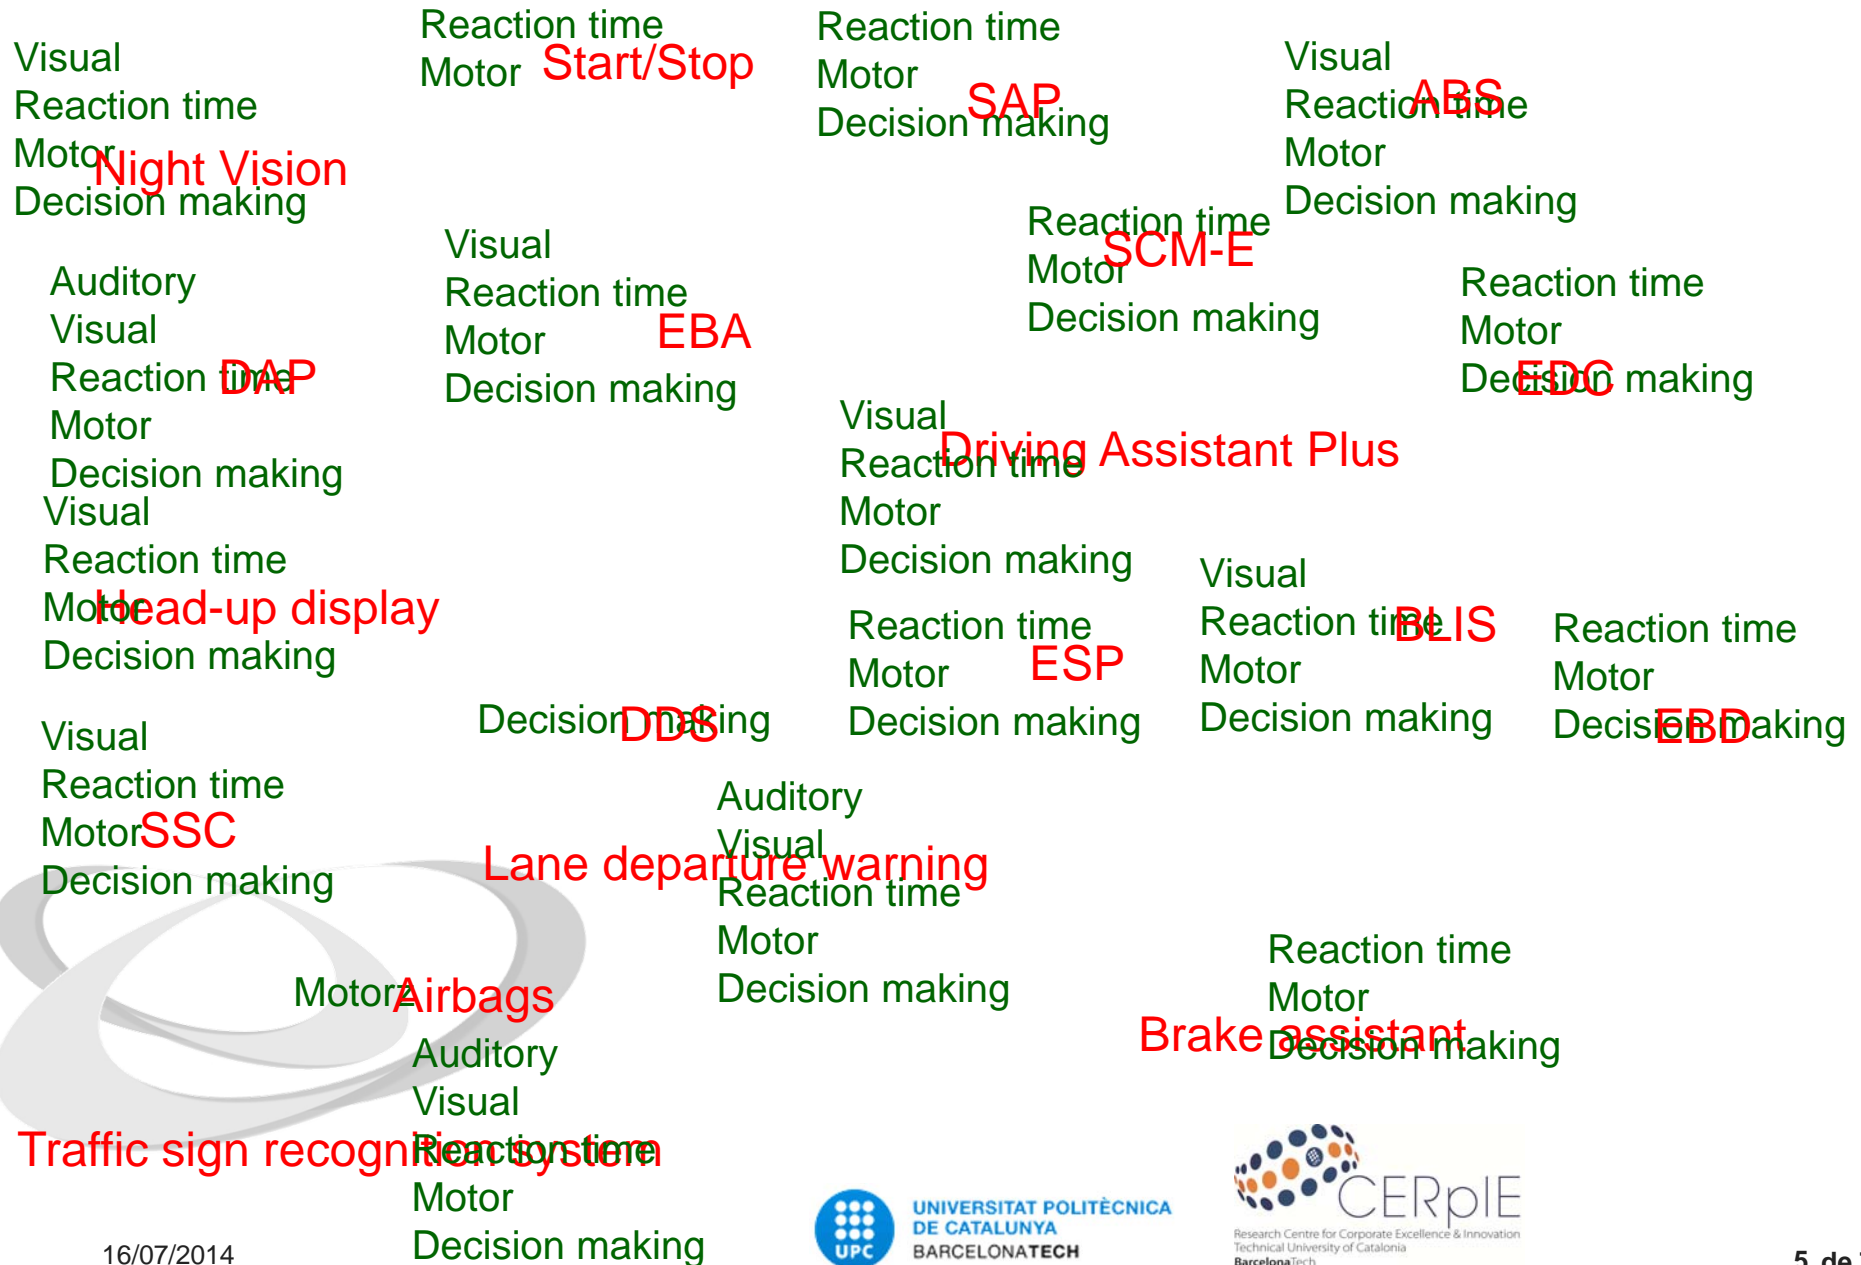 Visual
Reaction time
Motor
Decision making
Night Vision
Reaction time
Motor
Start/Stop
Reaction time
Motor
Decision making
SAP
Visual
Reaction time
Motor
Decision making
ABS
Auditory
Visual
Reaction time
Motor
Decision making
DAP
Visual
Reaction time
Motor
Decision making
EBA
Reaction time
Motor
Decision making
SCM-E
Reaction time
Motor
Decision making
EDC
Visual
Reaction time
Motor
Decision making
Driving Assistant Plus
Visual
Reaction time
Motor
Decision making
Head-up display
Reaction time
Motor
Decision making
ESP
Visual
Reaction time
Motor
Decision making
BLIS
Reaction time
Motor
Decision making
EBD
Decision making
DDS
Visual
Reaction time
Motor
Decision making
SSC
Auditory
Visual
Reaction time
Motor
Decision making
Lane departure warning
Motorz
Airbags
Reaction time
Motor
Decision making
Brake assistant
Auditory
Visual
Reaction time
Motor
Decision making
Traffic sign recognition system
16/07/2014
UPC
UNIVERSITAT POLITÈCNICA
DE CATALUNYA
BARCELONATECH
CERpIE
Research Centre for Corporate Excellence & Innovation
Technical University of Catalonia
BarcelonaTech
5 de